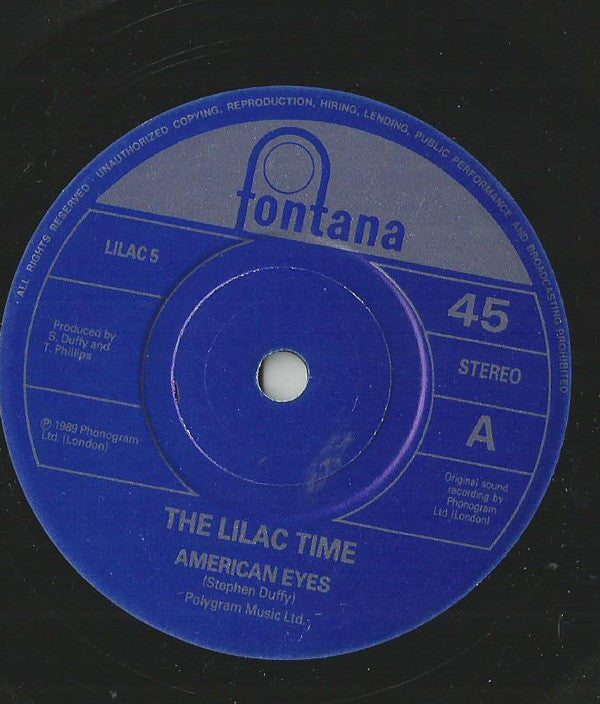 ALL RIGHTS RESERVED · UNAUTHORIZED COPYING, REPRODUCTION, HIRING, LENDING, PUBLIC PERFORMANCE AND BROADCASTING PROHIBITED
fontana
LILAC 5
Produced by
S. Duffy and
T. Phillips
℗ 1989 Phonogram
Ltd. (London)
45
STEREO
A
Original sound
recording by
Phonogram
Ltd (London)
THE LILAC TIME
AMERICAN EYES
(Stephen Duffy)
Polygram Music Ltd.